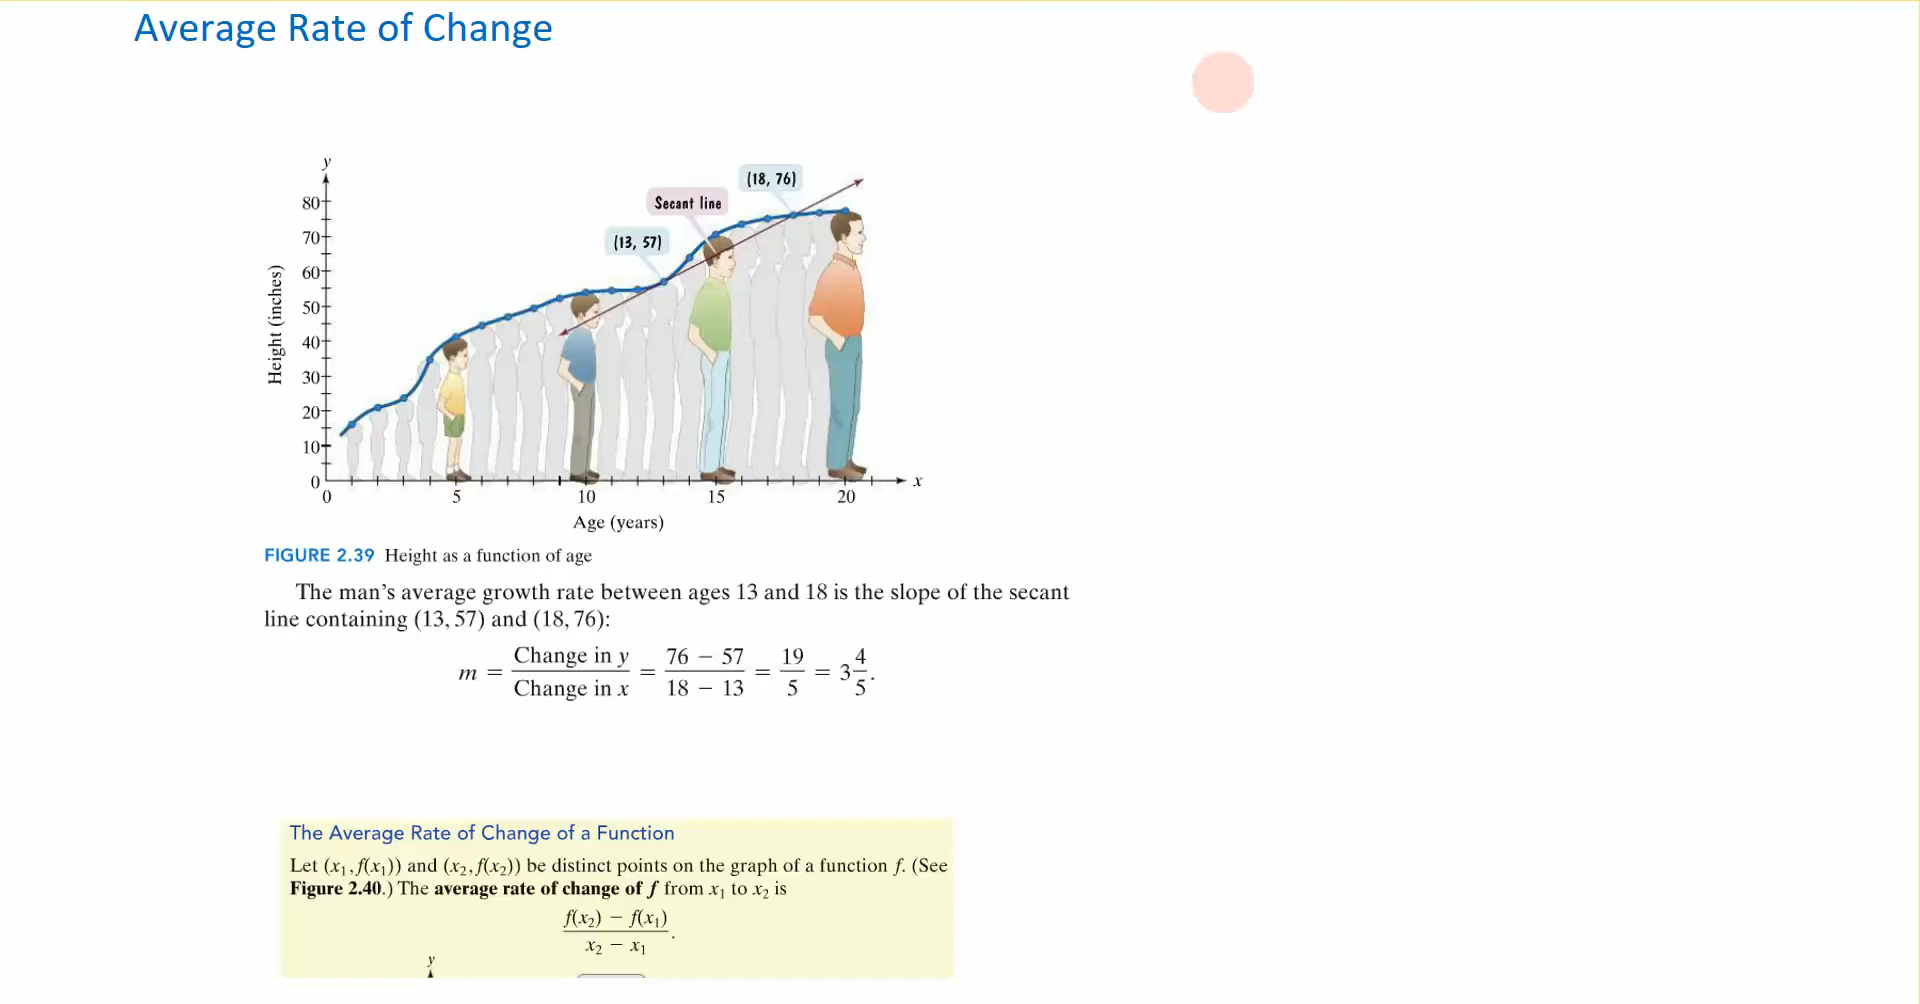 Average Rate of Change
y
80
70
60
50
40
30
20
10
0
Height (inches)
(18, 76)
Secant line
(13, 57)
x
0 5 10 15 20
Age (years)
FIGURE 2.39 Height as a function of age
The man's average growth rate between ages 13 and 18 is the slope of the secant
line containing (13, 57) and (18, 76):
m = Change in y / Change in x = 76 − 57 / 18 − 13 = 19/5 = 3 4/5.
The Average Rate of Change of a Function
Let (x₁, f(x₁)) and (x₂, f(x₂)) be distinct points on the graph of a function f. (See
Figure 2.40.) The average rate of change of f from x₁ to x₂ is
f(x₂) − f(x₁) / x₂ − x₁.
y